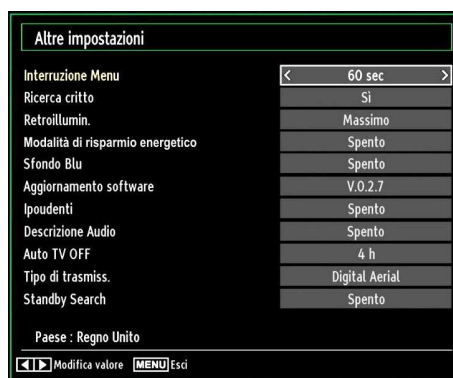 Altre impostazioni
Interruzione Menu < 60 sec >
Ricerca critto Sì
Retroillumin. Massimo
Modalità di risparmio energetico Spento
Sfondo Blu Spento
Aggiornamento software V.0.2.7
Ipoudenti Spento
Descrizione Audio Spento
Auto TV OFF 4 h
Tipo di trasmiss. Digital Aerial
Standby Search Spento
Paese : Regno Unito
Modifica valore MENU Esci